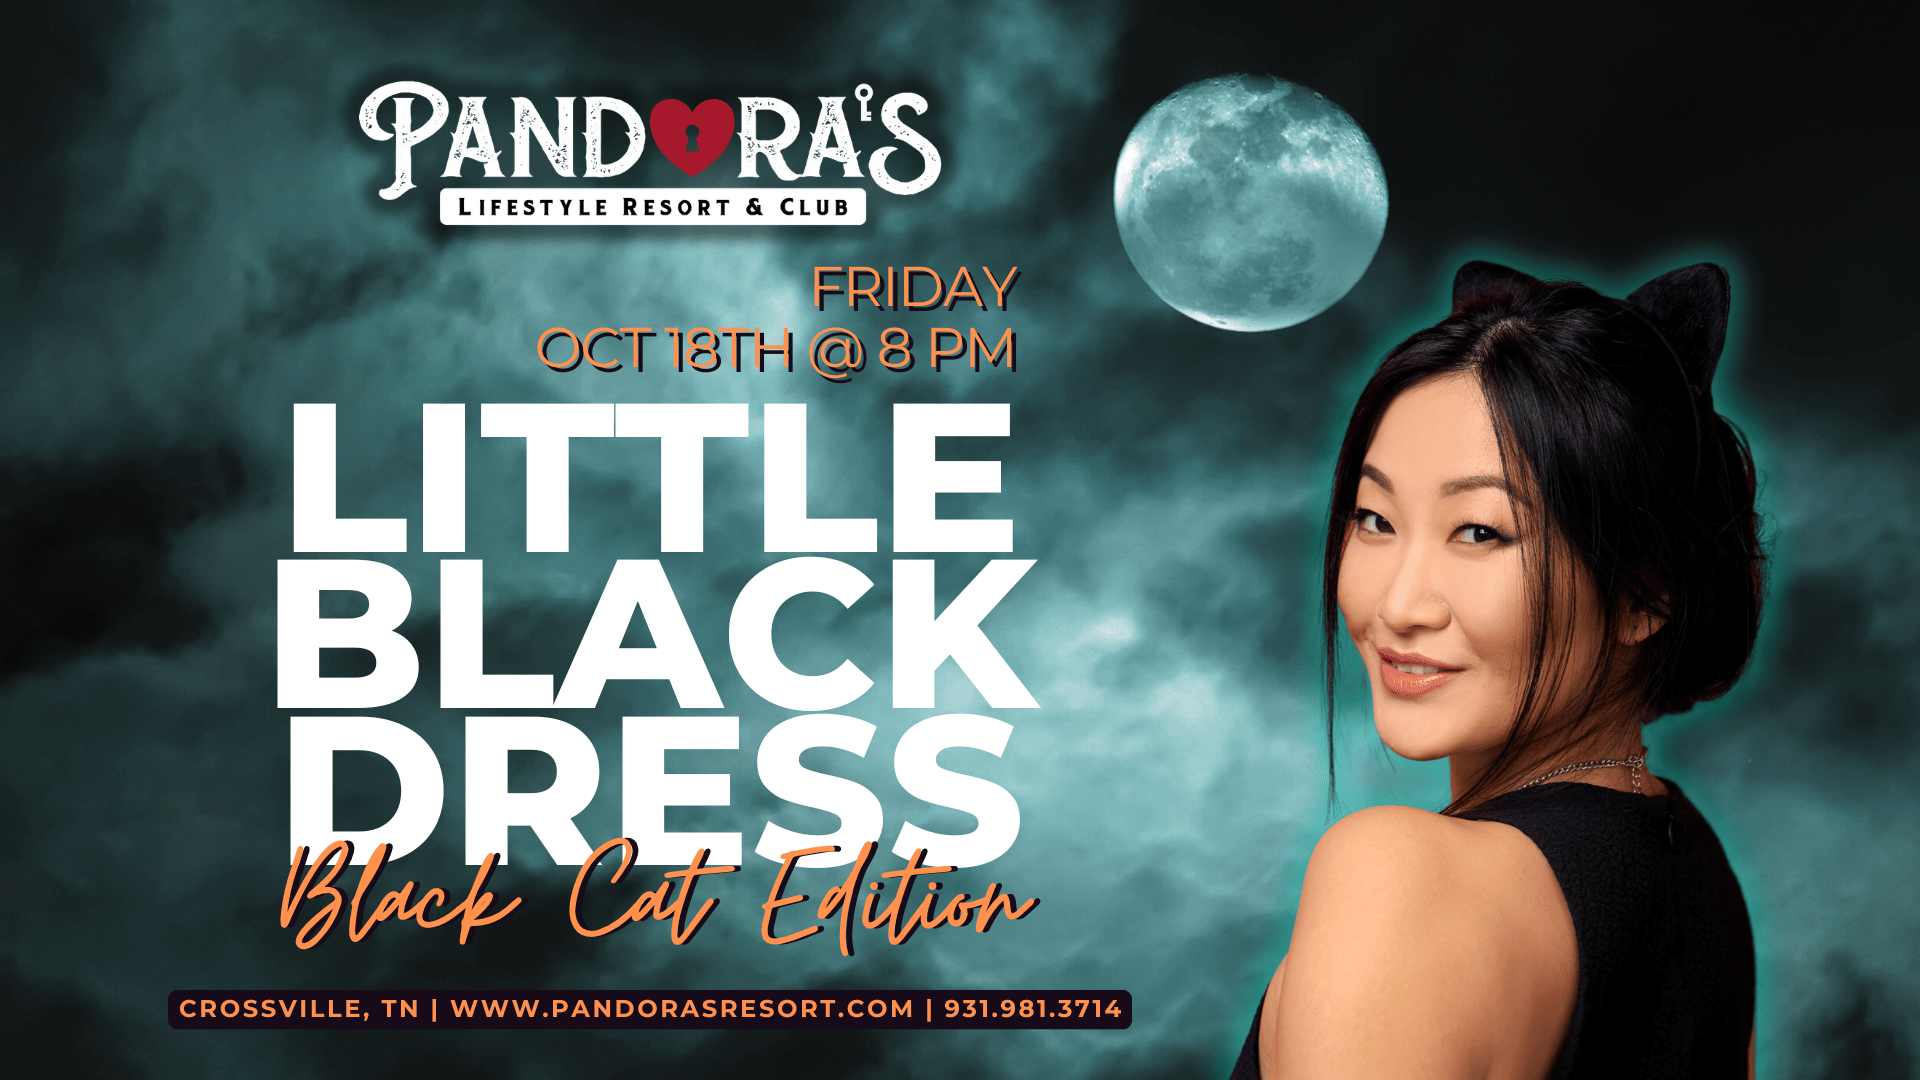 PANDORA'S
LIFESTYLE RESORT & CLUB
FRIDAY
OCT 18TH @ 8 PM
LITTLE
BLACK
DRESS
Black Cat Edition
CROSSVILLE, TN | WWW.PANDORASRESORT.COM | 931.981.3714